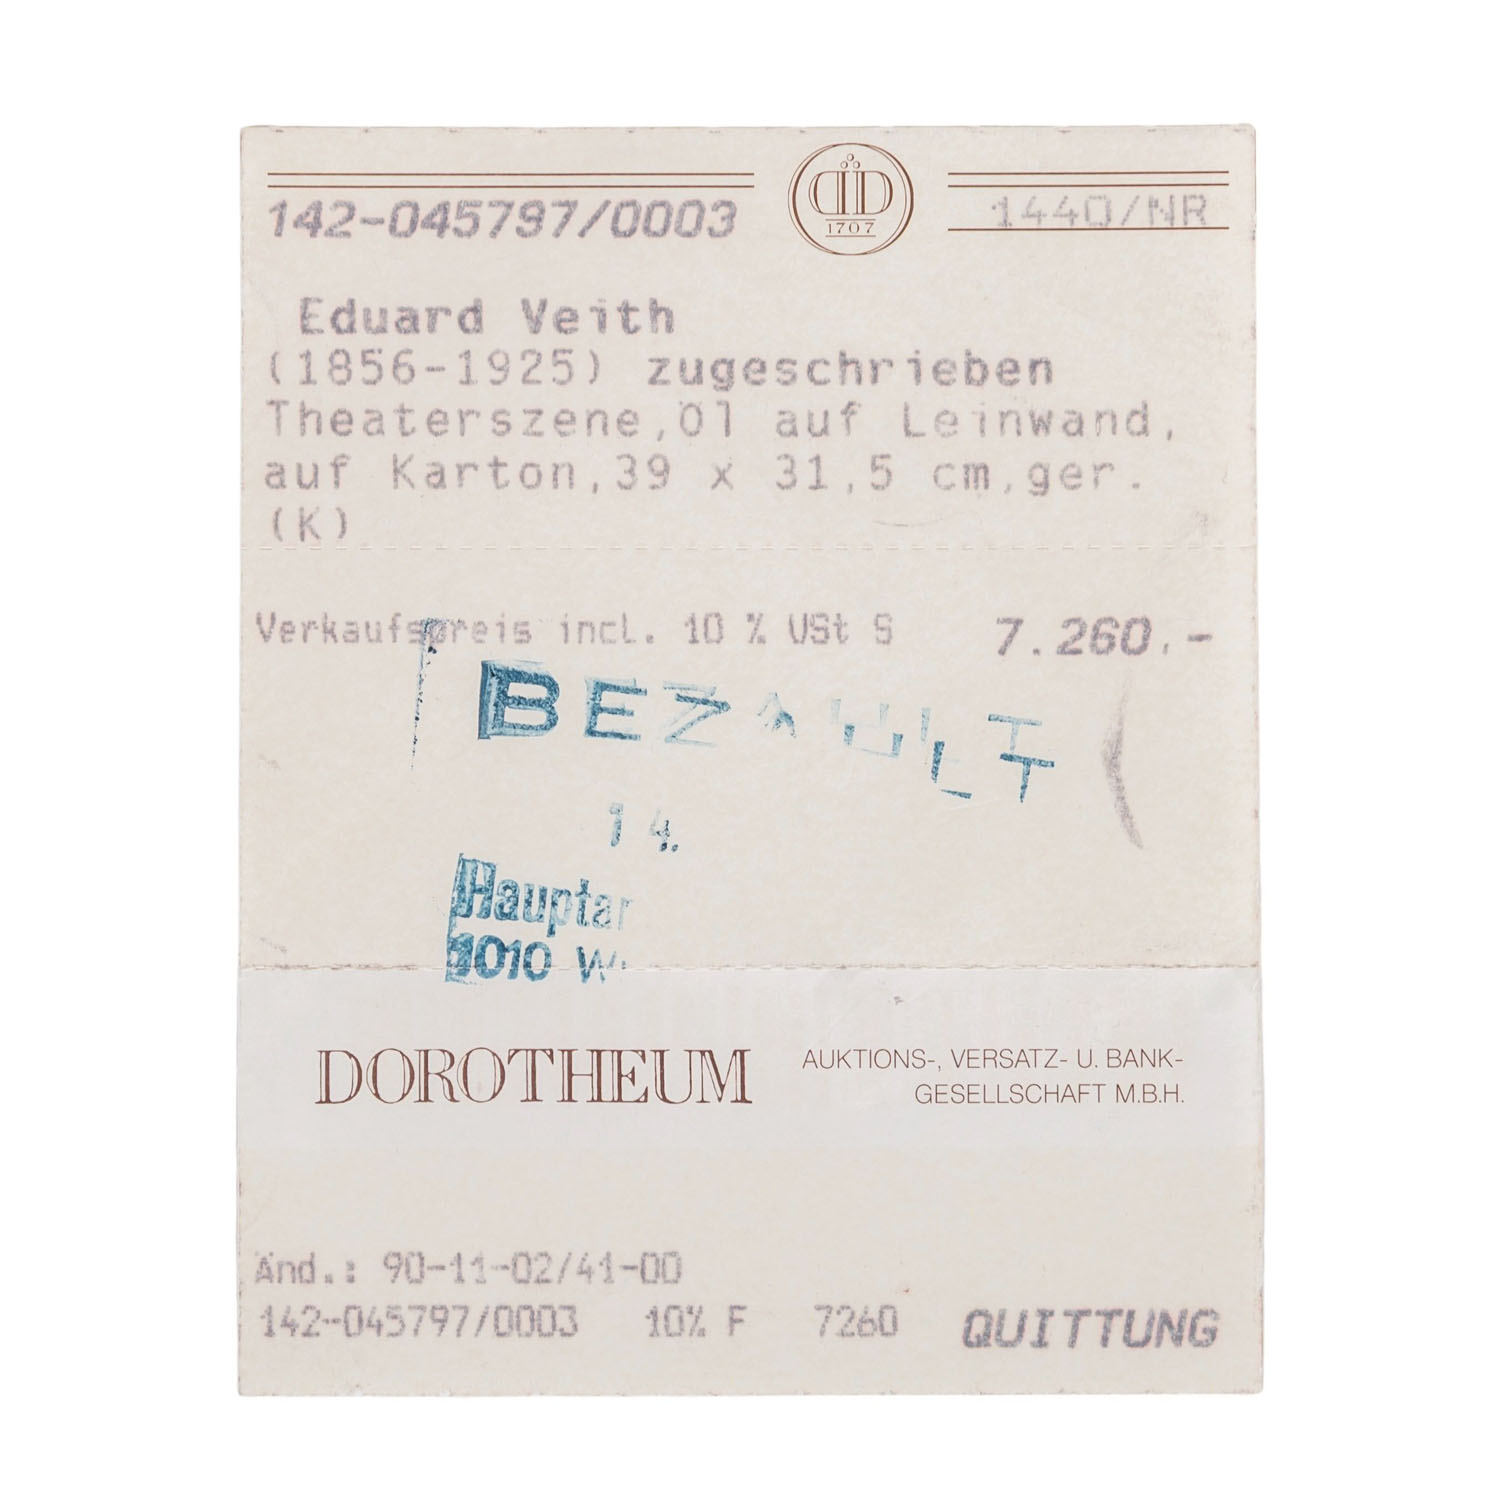 142-045797/0003
1707
1440/NR
Eduard Veith
(1856-1925) zugeschrieben
Theaterszene,Öl auf Leinwand,
auf Karton,39 x 31,5 cm,ger.
(K)
Verkaufspreis incl. 10 % USt S 7.260.-
BEZAHLT
14.
1010
DOROTHEUM
AUKTIONS-, VERSATZ- U. BANK-
GESELLSCHAFT M.B.H.
Änd.: 90-11-02/41-00
142-045797/0003 10% F 7260 QUITTUNG